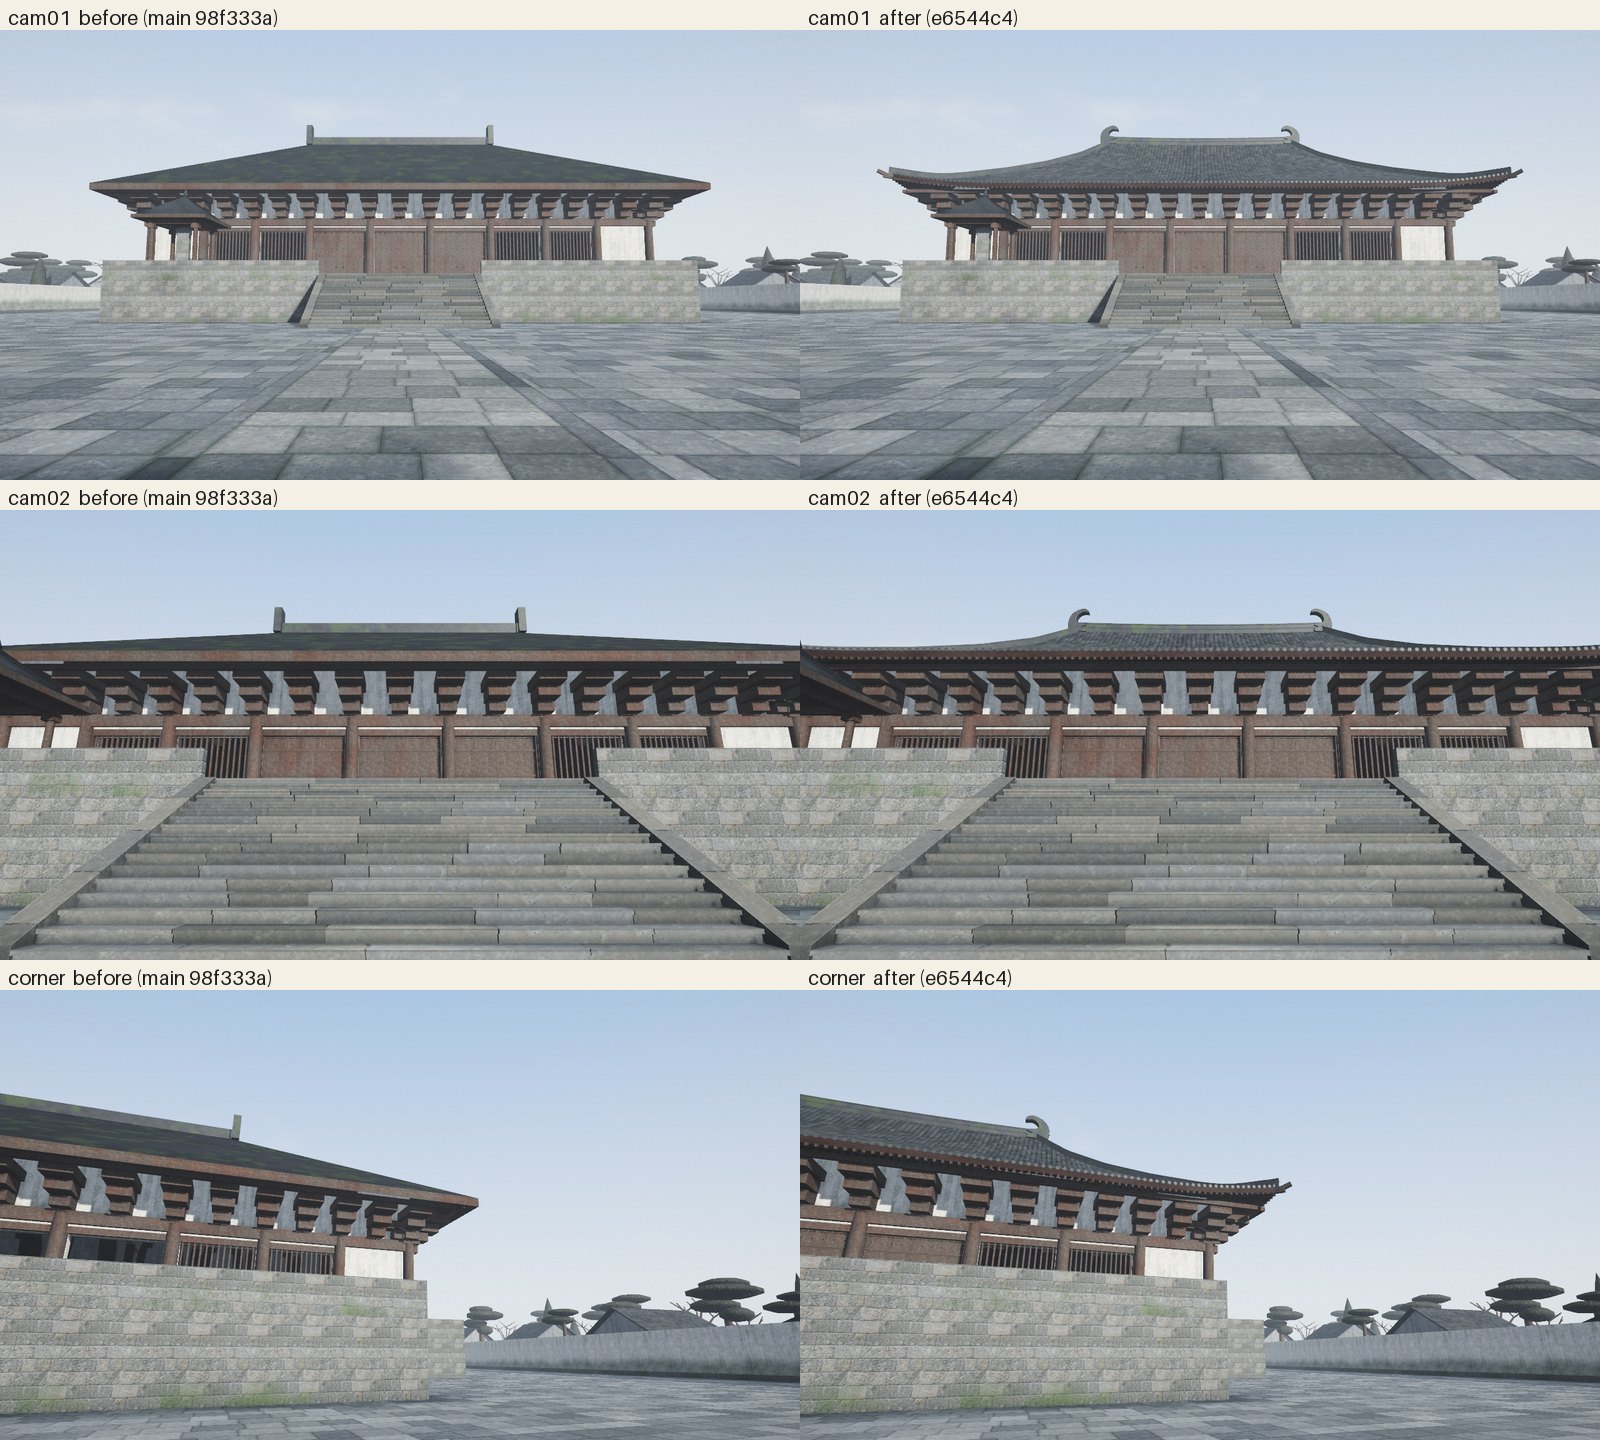 cam01 before (main 98f333a)
cam01 after (e6544c4)
cam02 before (main 98f333a)
cam02 after (e6544c4)
corner before (main 98f333a)
corner after (e6544c4)